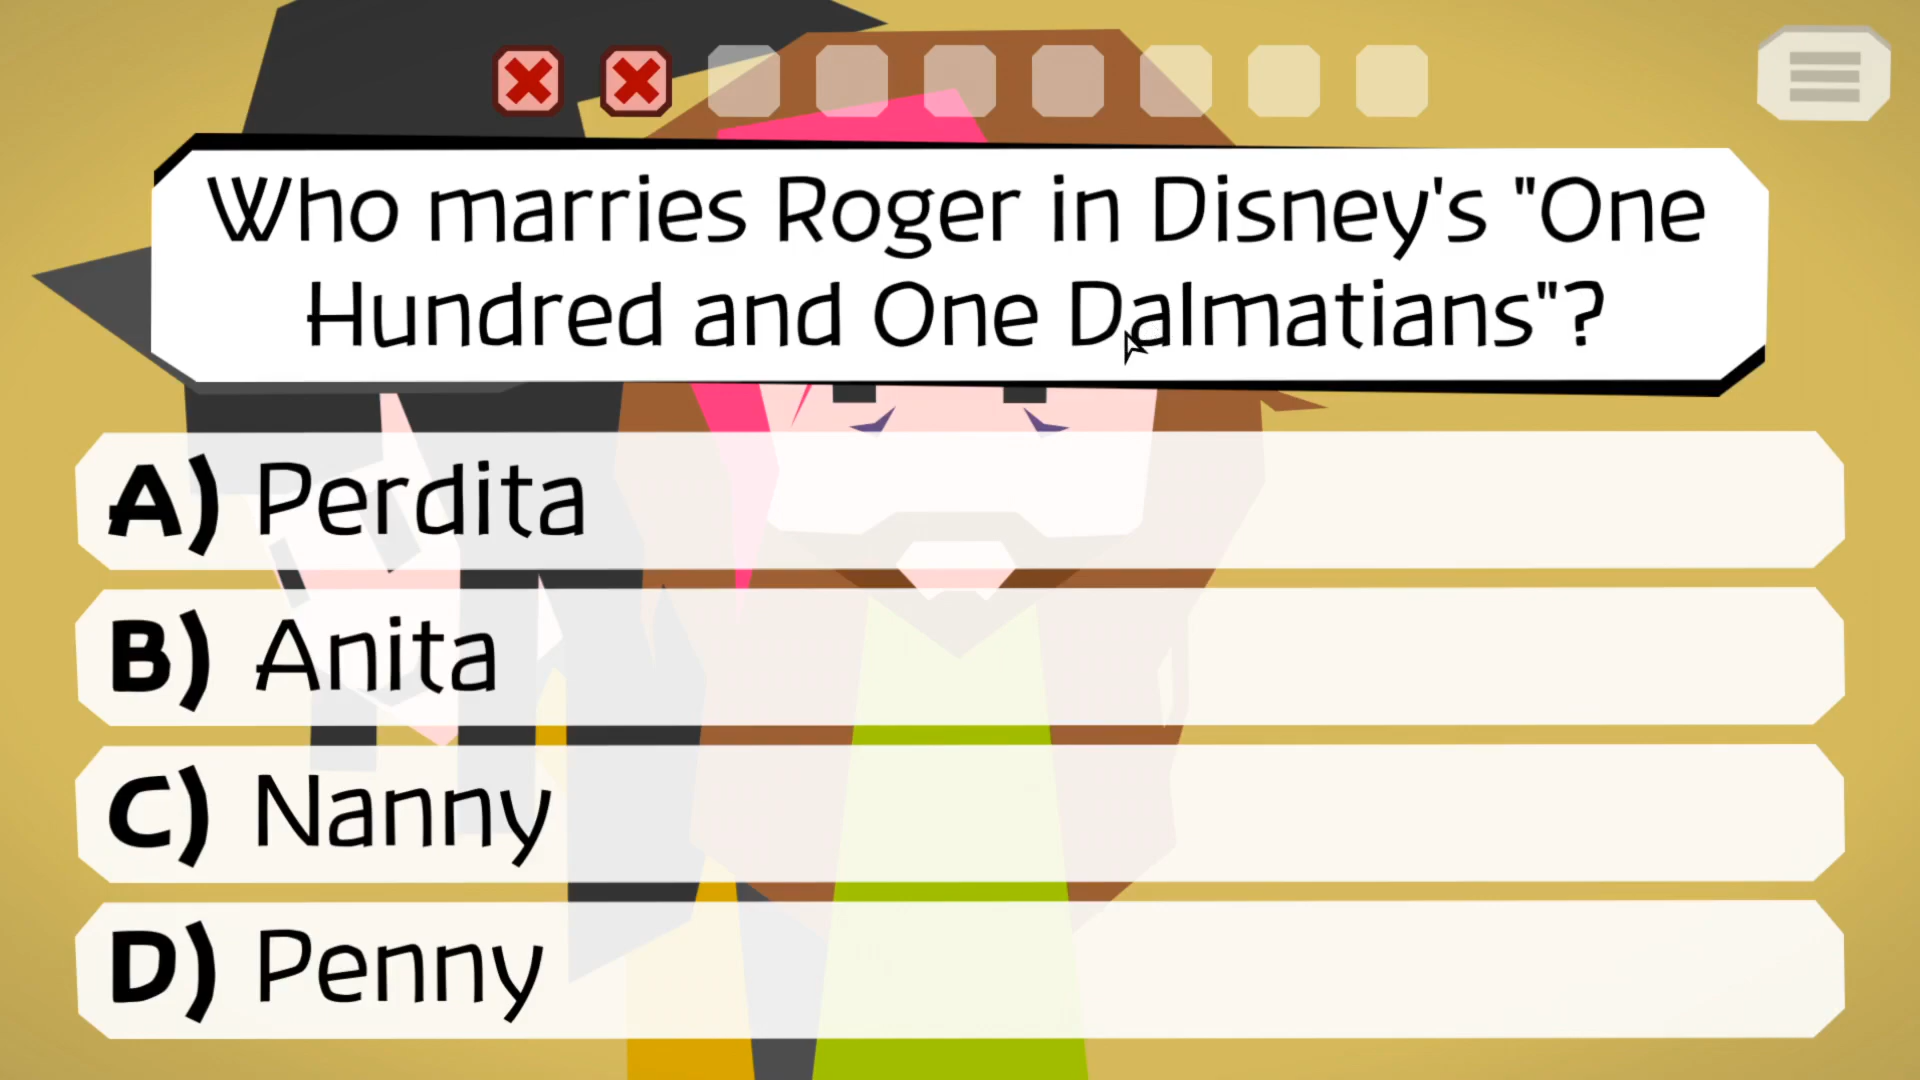 Who marries Roger in Disney's "One
Hundred and One Dalmatians"?
A) Perdita
B) Anita
C) Nanny
D) Penny